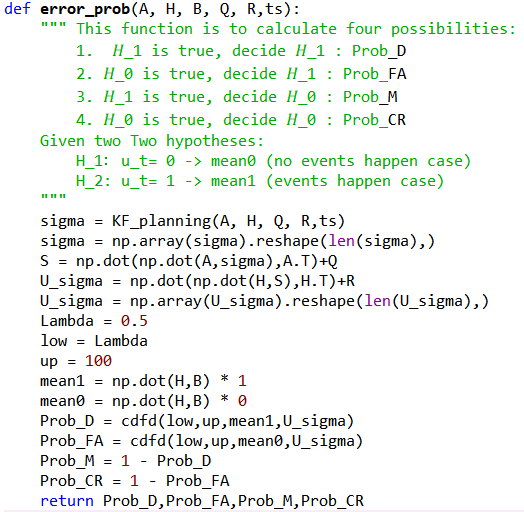 def error_prob(A, H, B, Q, R,ts):
    """ This function is to calculate four possibilities:
        1.  H_1 is true, decide H_1 : Prob_D
        2. H_0 is true, decide H_1 : Prob_FA
        3. H_1 is true, decide H_0 : Prob_M
        4. H_0 is true, decide H_0 : Prob_CR
    Given two Two hypotheses:
        H_1: u_t= 0 -> mean0 (no events happen case)
        H_2: u_t= 1 -> mean1 (events happen case)
    """
    sigma = KF_planning(A, H, Q, R,ts)
    sigma = np.array(sigma).reshape(len(sigma),)
    S = np.dot(np.dot(A,sigma),A.T)+Q
    U_sigma = np.dot(np.dot(H,S),H.T)+R
    U_sigma = np.array(U_sigma).reshape(len(U_sigma),)
    Lambda = 0.5
    low = Lambda
    up = 100
    mean1 = np.dot(H,B) * 1
    mean0 = np.dot(H,B) * 0
    Prob_D = cdfd(low,up,mean1,U_sigma)
    Prob_FA = cdfd(low,up,mean0,U_sigma)
    Prob_M = 1 - Prob_D
    Prob_CR = 1 - Prob_FA
    return Prob_D,Prob_FA,Prob_M,Prob_CR